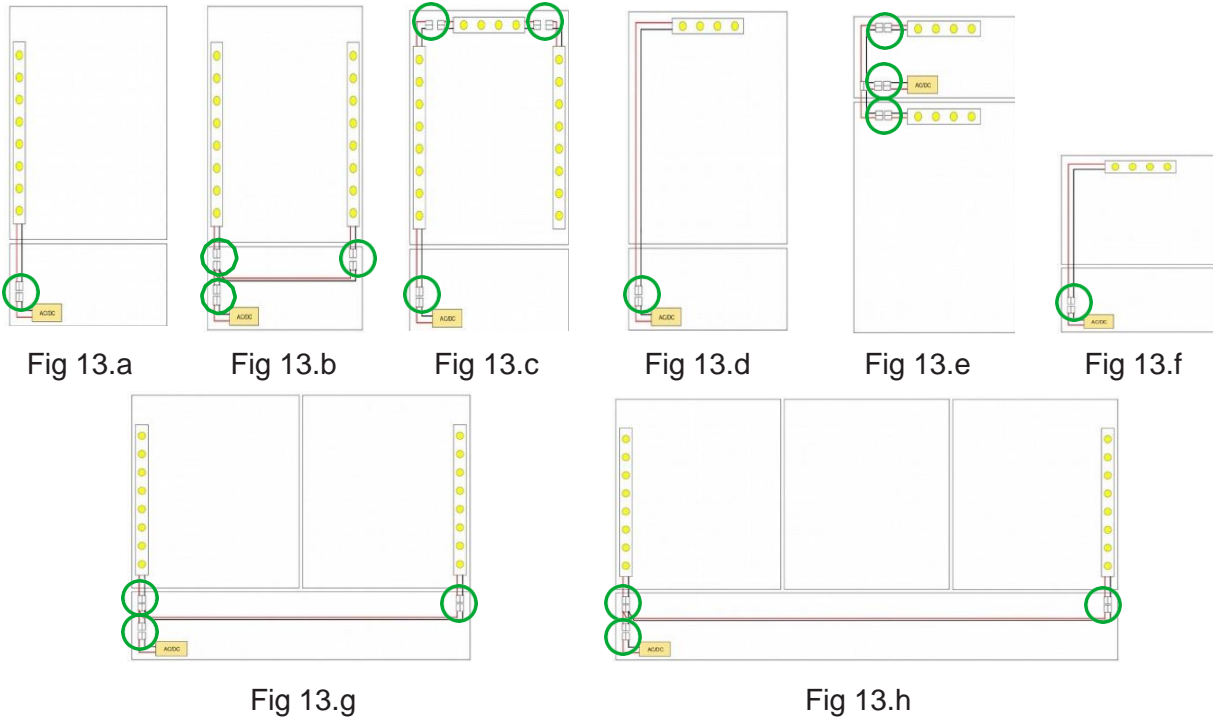 AC/DC
AC/DC
AC/DC
AC/DC
AC/DC
AC/DC
Fig 13.a
Fig 13.b
Fig 13.c
Fig 13.d
Fig 13.e
Fig 13.f
AC/DC
AC/DC
Fig 13.g
Fig 13.h